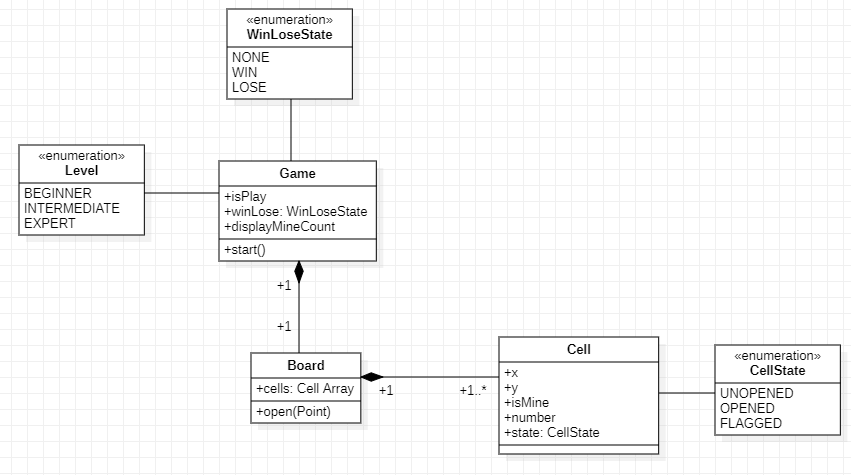 «enumeration»
WinLoseState
NONE
WIN
LOSE
«enumeration»
Level
BEGINNER
INTERMEDIATE
EXPERT
Game
+isPlay
+winLose: WinLoseState
+displayMineCount
+start()
+1
+1
Board
+cells: Cell Array
+open(Point)
+1
+1..*
Cell
+x
+y
+isMine
+number
+state: CellState
«enumeration»
CellState
UNOPENED
OPENED
FLAGGED